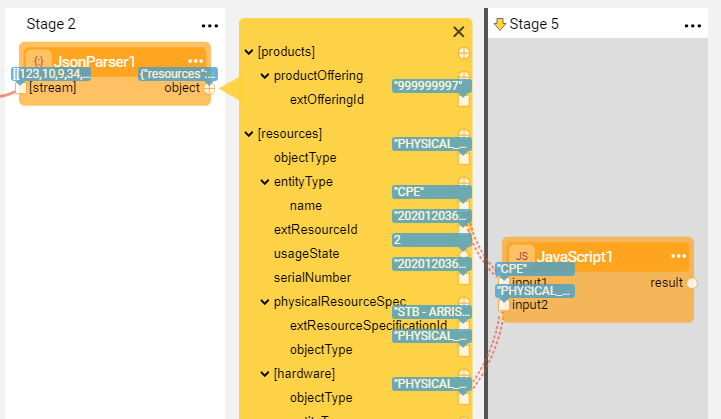 Stage 2
...
JsonParser1
...
[[123,10,9,34,...
{"resources":...
[stream]
object
[products]
productOffering
"999999997"
extOfferingId
[resources]
"PHYSICAL_...
objectType
entityType
"CPE"
name
"202012036...
extResourceId
2
usageState
"202012036...
serialNumber
physicalResourceSpec
"STB - ARRIS...
extResourceSpecificationId
"PHYSICAL_...
objectType
[hardware]
"PHYSICAL_...
objectType
Stage 5
...
JS
JavaScript1
...
"CPE"
input1
result
"PHYSICAL_...
input2